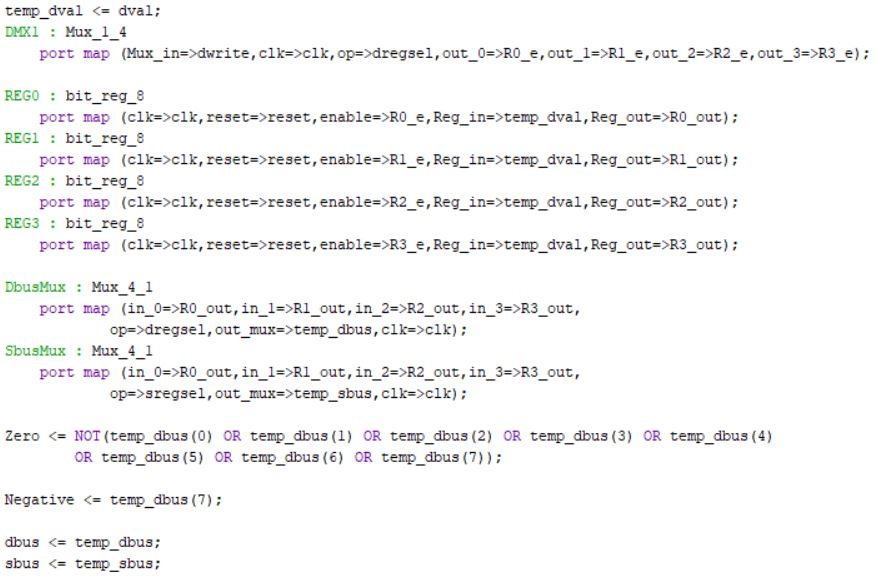 temp_dval <= dval;
DMX1 : Mux_1_4
port map (Mux_in=>dwrite,clk=>clk,op=>dregsel,out_0=>R0_e,out_1=>R1_e,out_2=>R2_e,out_3=>R3_e);
REG0 : bit_reg_8
port map (clk=>clk,reset=>reset,enable=>R0_e,Reg_in=>temp_dval,Reg_out=>R0_out);
REG1 : bit_reg_8
port map (clk=>clk,reset=>reset,enable=>R1_e,Reg_in=>temp_dval,Reg_out=>R1_out);
REG2 : bit_reg_8
port map (clk=>clk,reset=>reset,enable=>R2_e,Reg_in=>temp_dval,Reg_out=>R2_out);
REG3 : bit_reg_8
port map (clk=>clk,reset=>reset,enable=>R3_e,Reg_in=>temp_dval,Reg_out=>R3_out);
DbusMux : Mux_4_1
port map (in_0=>R0_out,in_1=>R1_out,in_2=>R2_out,in_3=>R3_out,
op=>dregsel,out_mux=>temp_dbus,clk=>clk);
SbusMux : Mux_4_1
port map (in_0=>R0_out,in_1=>R1_out,in_2=>R2_out,in_3=>R3_out,
op=>sregsel,out_mux=>temp_sbus,clk=>clk);
Zero <= NOT(temp_dbus(0) OR temp_dbus(1) OR temp_dbus(2) OR temp_dbus(3) OR temp_dbus(4)
OR temp_dbus(5) OR temp_dbus(6) OR temp_dbus(7));
Negative <= temp_dbus(7);
dbus <= temp_dbus;
sbus <= temp_sbus;